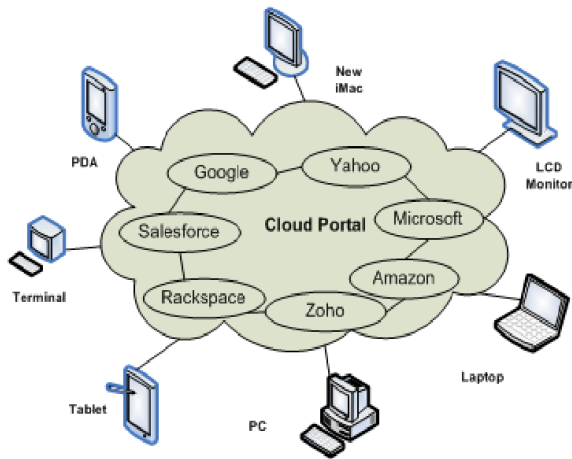 New
iMac
PDA
LCD
Monitor
Google
Yahoo
Salesforce
Cloud Portal
Microsoft
Amazon
Rackspace
Zoho
Terminal
Laptop
Tablet
PC